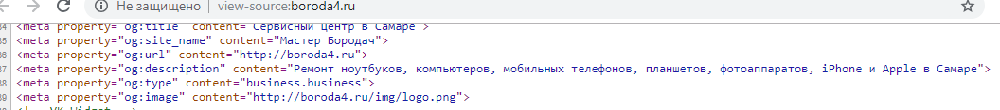 Не защищено | view-source:boroda4.ru
34 <meta property="og:title" content="Сервисный центр в Самаре">
35 <meta property="og:site_name" content="Мастер Бородач">
36 <meta property="og:url" content="http://boroda4.ru">
37 <meta property="og:description" content="Ремонт ноутбуков, компьютеров, мобильных телефонов, планшетов, фотоаппаратов, iPhone и Apple в Самаре">
38 <meta property="og:type" content="business.business">
39 <meta property="og:image" content="http://boroda4.ru/img/logo.png">
<!-- VK Widget -->